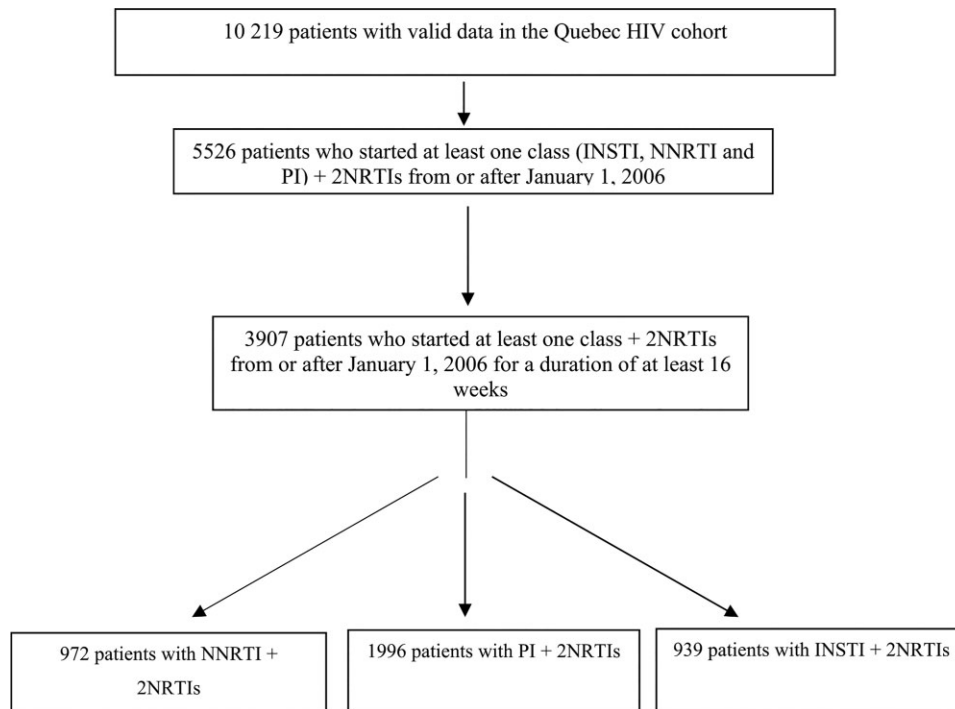 10 219 patients with valid data in the Quebec HIV cohort
5526 patients who started at least one class (INSTI, NNRTI and
PI) + 2NRTIs from or after January 1, 2006
3907 patients who started at least one class + 2NRTIs
from or after January 1, 2006 for a duration of at least 16
weeks
972 patients with NNRTI +
2NRTIs
1996 patients with PI + 2NRTIs
939 patients with INSTI + 2NRTIs